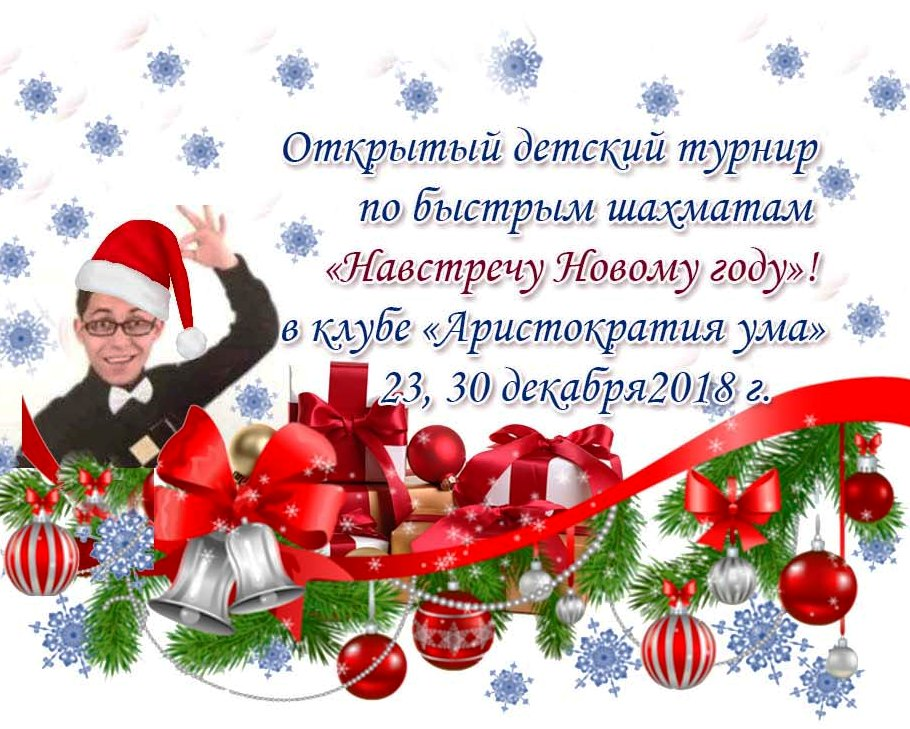 Открытый детский турнир
по быстрым шахматам
«Навстречу Новому году»!
в клубе «Аристократия ума»
23, 30 декабря2018 г.